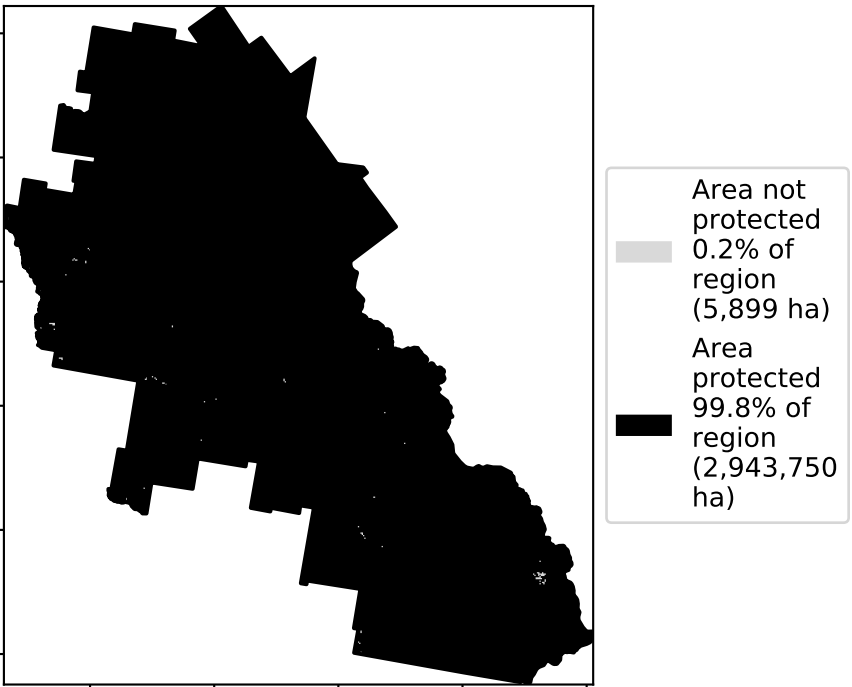 Area not
protected
0.2% of
region
(5,899 ha)
Area
protected
99.8% of
region
(2,943,750
ha)